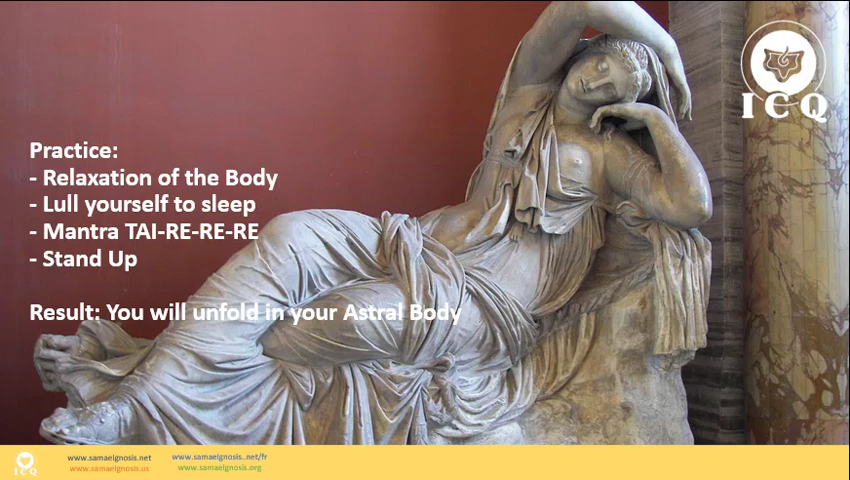 ICQ
Practice:
- Relaxation of the Body
- Lull yourself to sleep
- Mantra TAI-RE-RE-RE
- Stand Up
Result: You will unfold in your Astral Body
ICQ
www.samaelgnosis.net
www.samaelgnosis..net/fr
www.samaelgnosis.us
www.samaelgnosis.org